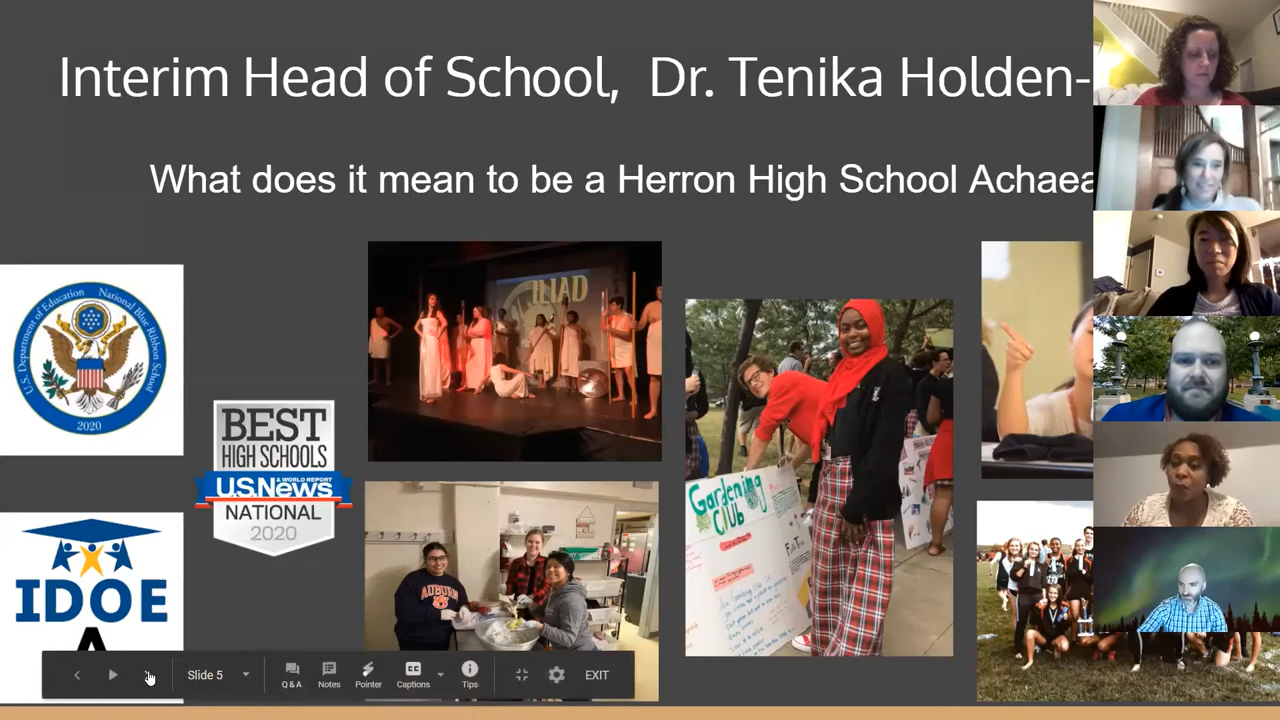 Interim Head of School, Dr. Tenika Holden-
What does it mean to be a Herron High School Achaea
U.S. Department of Education National Blue Ribbon School
2020
BEST
HIGH SCHOOLS
U.S.News
& WORLD REPORT
NATIONAL
2020
ILIAD
Gardening
Club
AUBURN
IDOE
A
Slide 5
Q & A
Notes
Pointer
CC
Captions
Tips
EXIT